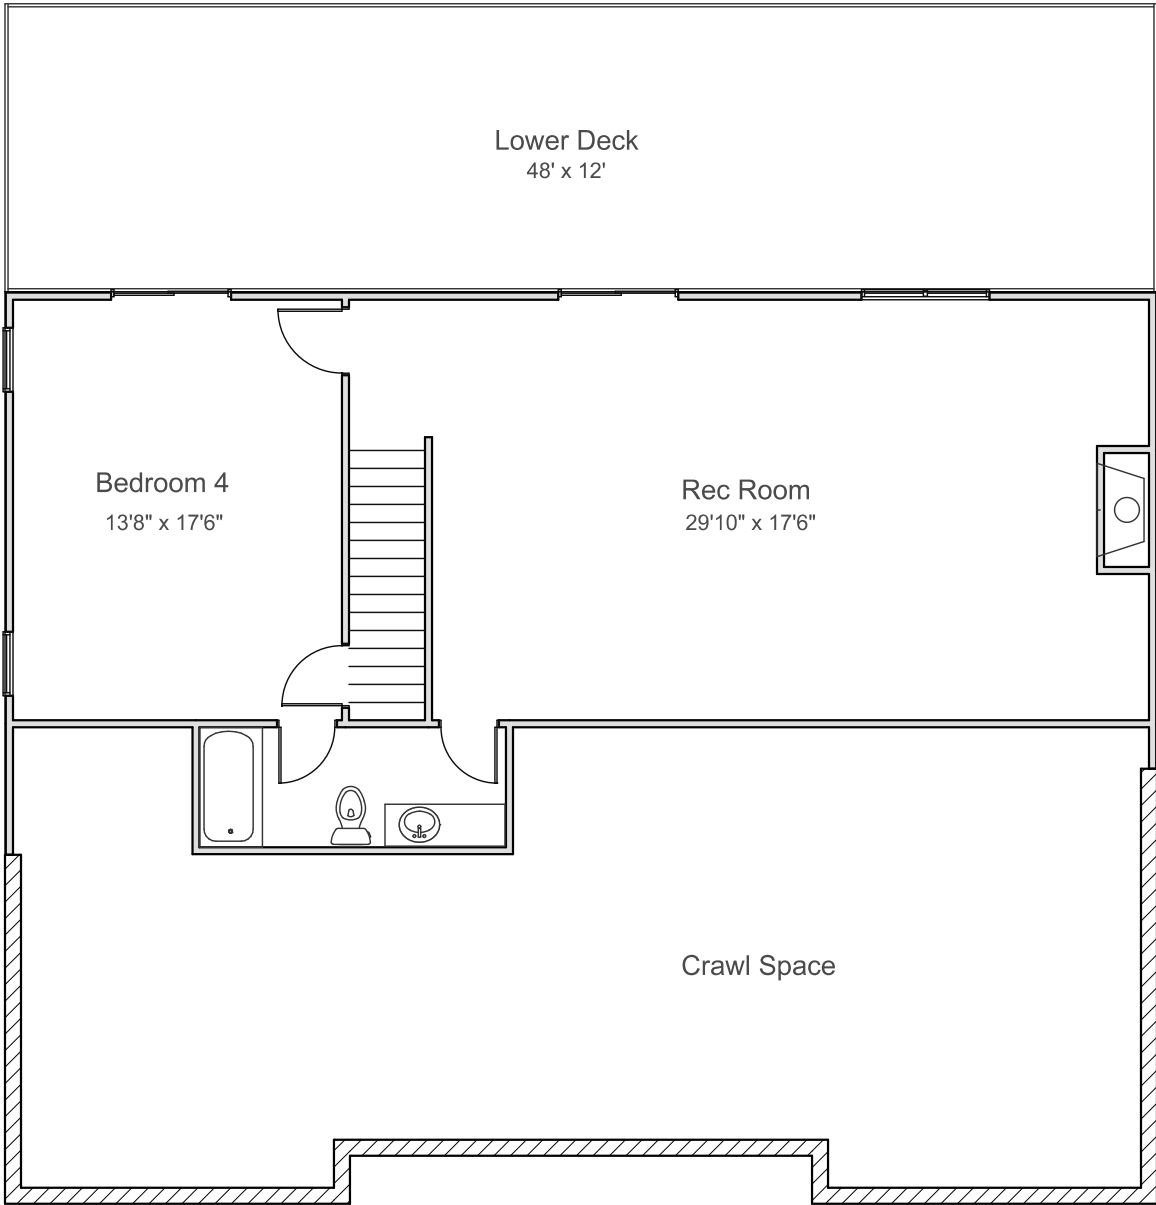 Lower Deck
48' x 12'
Bedroom 4
13'8" x 17'6"
Rec Room
29'10" x 17'6"
Crawl Space